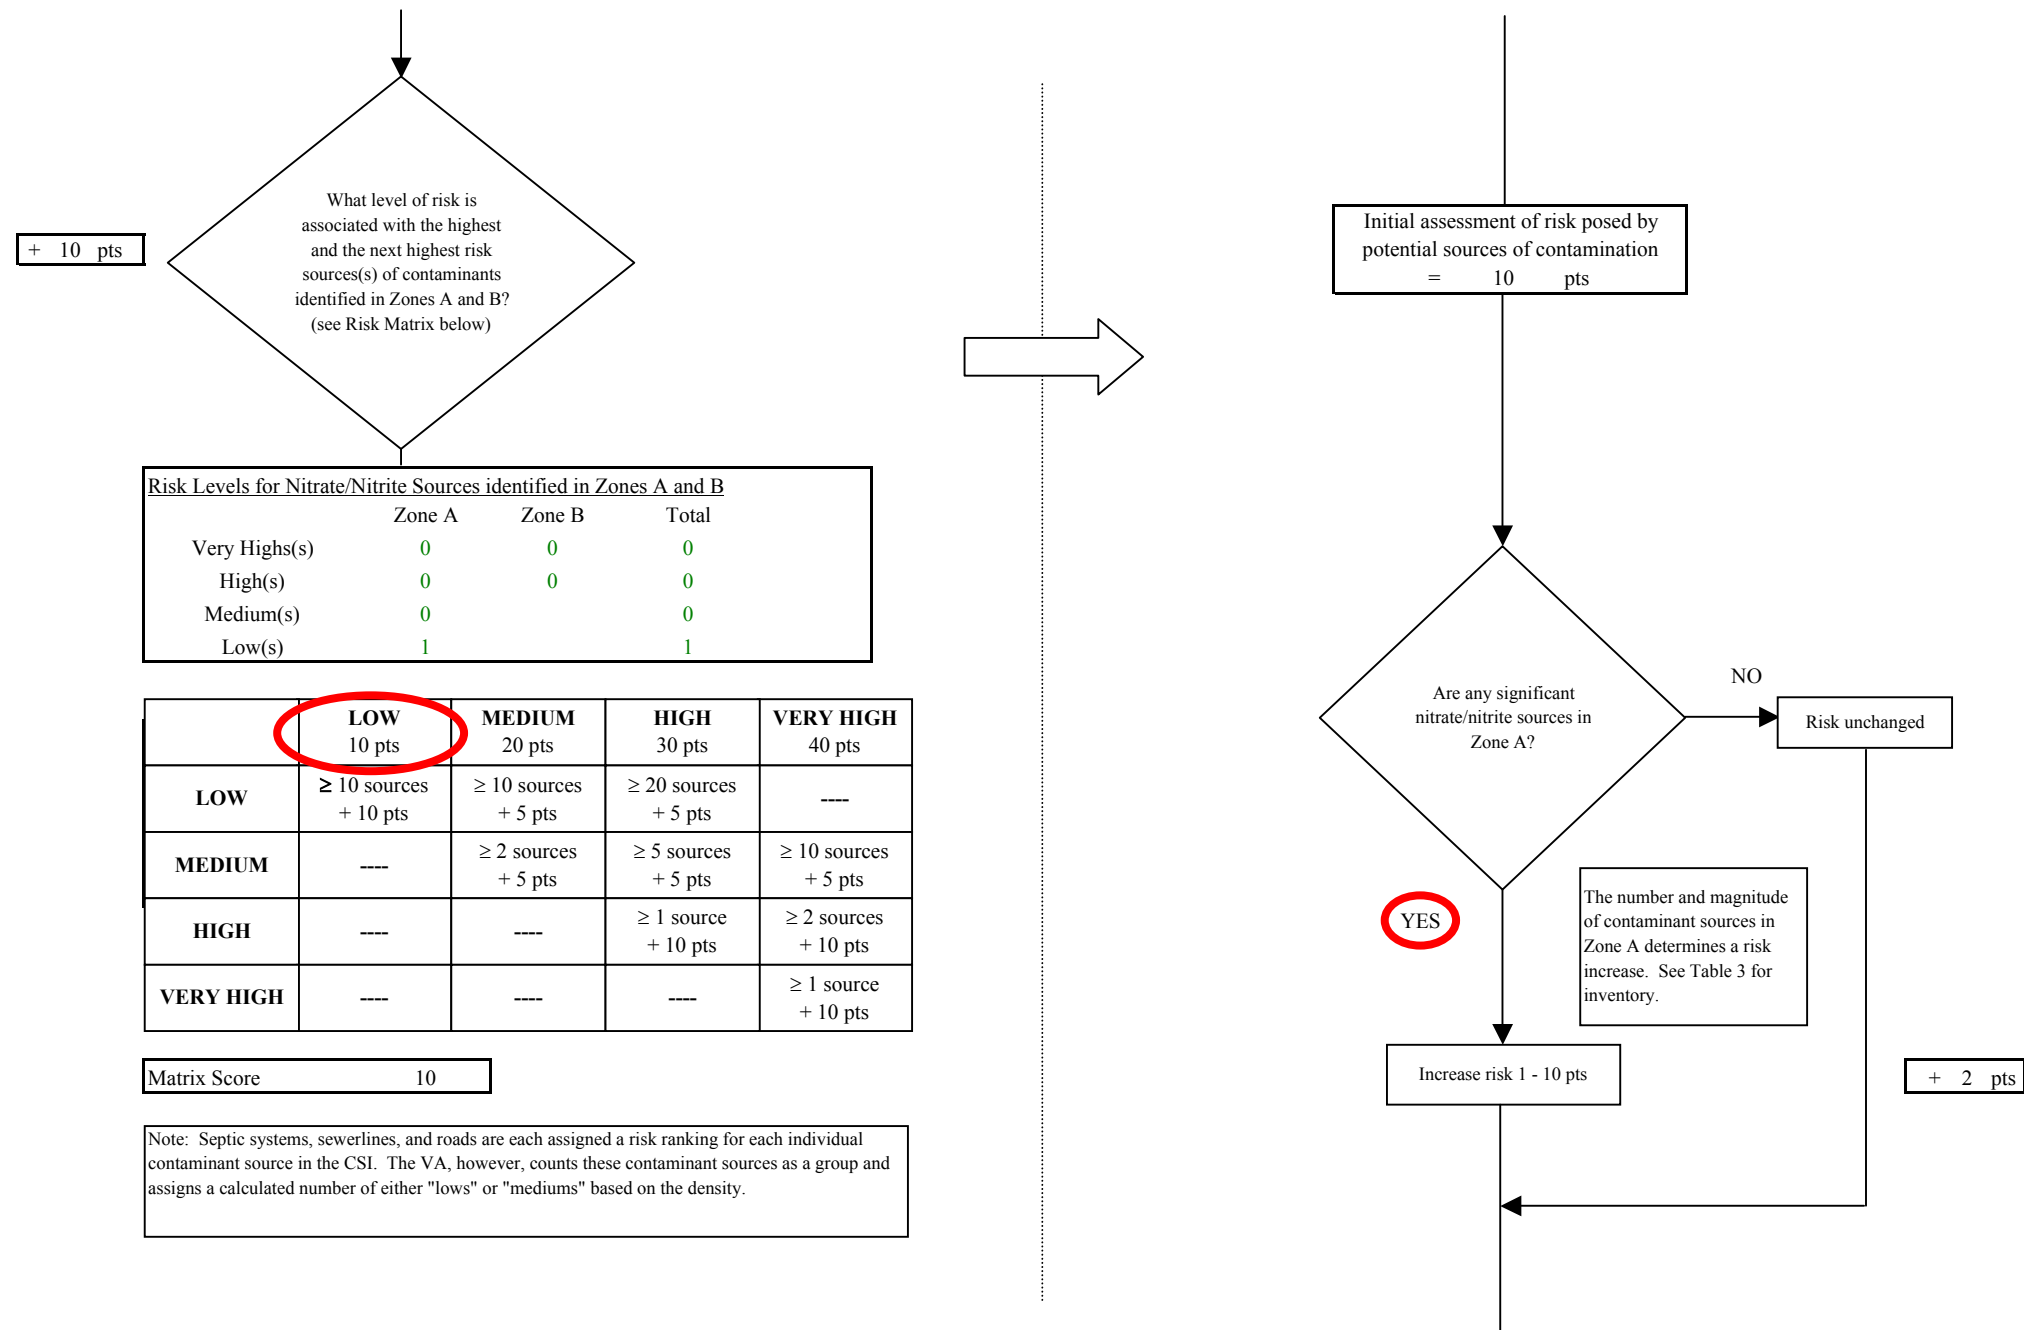 + 10 pts
What level of risk is
associated with the highest
and the next highest risk
sources(s) of contaminants
identified in Zones A and B?
(see Risk Matrix below)
Risk Levels for Nitrate/Nitrite Sources identified in Zones A and B
Zone A Zone B Total
Very Highs(s) 0 0 0
High(s) 0 0 0
Medium(s) 0 0
Low(s) 1 1
LOW MEDIUM HIGH VERY HIGH
10 pts 20 pts 30 pts 40 pts
LOW ≥ 10 sources ≥ 10 sources ≥ 20 sources ----
+ 10 pts + 5 pts + 5 pts
MEDIUM ---- ≥ 2 sources ≥ 5 sources ≥ 10 sources
+ 5 pts + 5 pts + 5 pts
HIGH ---- ---- ≥ 1 source ≥ 2 sources
+ 10 pts + 10 pts
VERY HIGH ---- ---- ---- ≥ 1 source
+ 10 pts
Matrix Score 10
Note: Septic systems, sewerlines, and roads are each assigned a risk ranking for each individual
contaminant source in the CSI. The VA, however, counts these contaminant sources as a group and
assigns a calculated number of either "lows" or "mediums" based on the density.
Initial assessment of risk posed by
potential sources of contamination
= 10 pts
Are any significant
nitrate/nitrite sources in
Zone A?
NO
Risk unchanged
YES
The number and magnitude
of contaminant sources in
Zone A determines a risk
increase. See Table 3 for
inventory.
Increase risk 1 - 10 pts
+ 2 pts